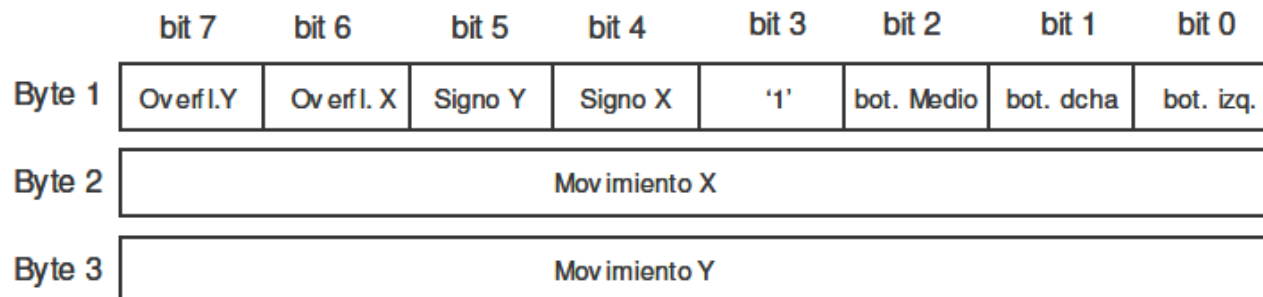 bit 7 bit 6 bit 5 bit 4 bit 3 bit 2 bit 1 bit 0
Byte 1 Overfl.Y Overfl. X Signo Y Signo X ‘1’ bot. Medio bot. dcha bot. izq.
Byte 2 Movimiento X
Byte 3 Movimiento Y